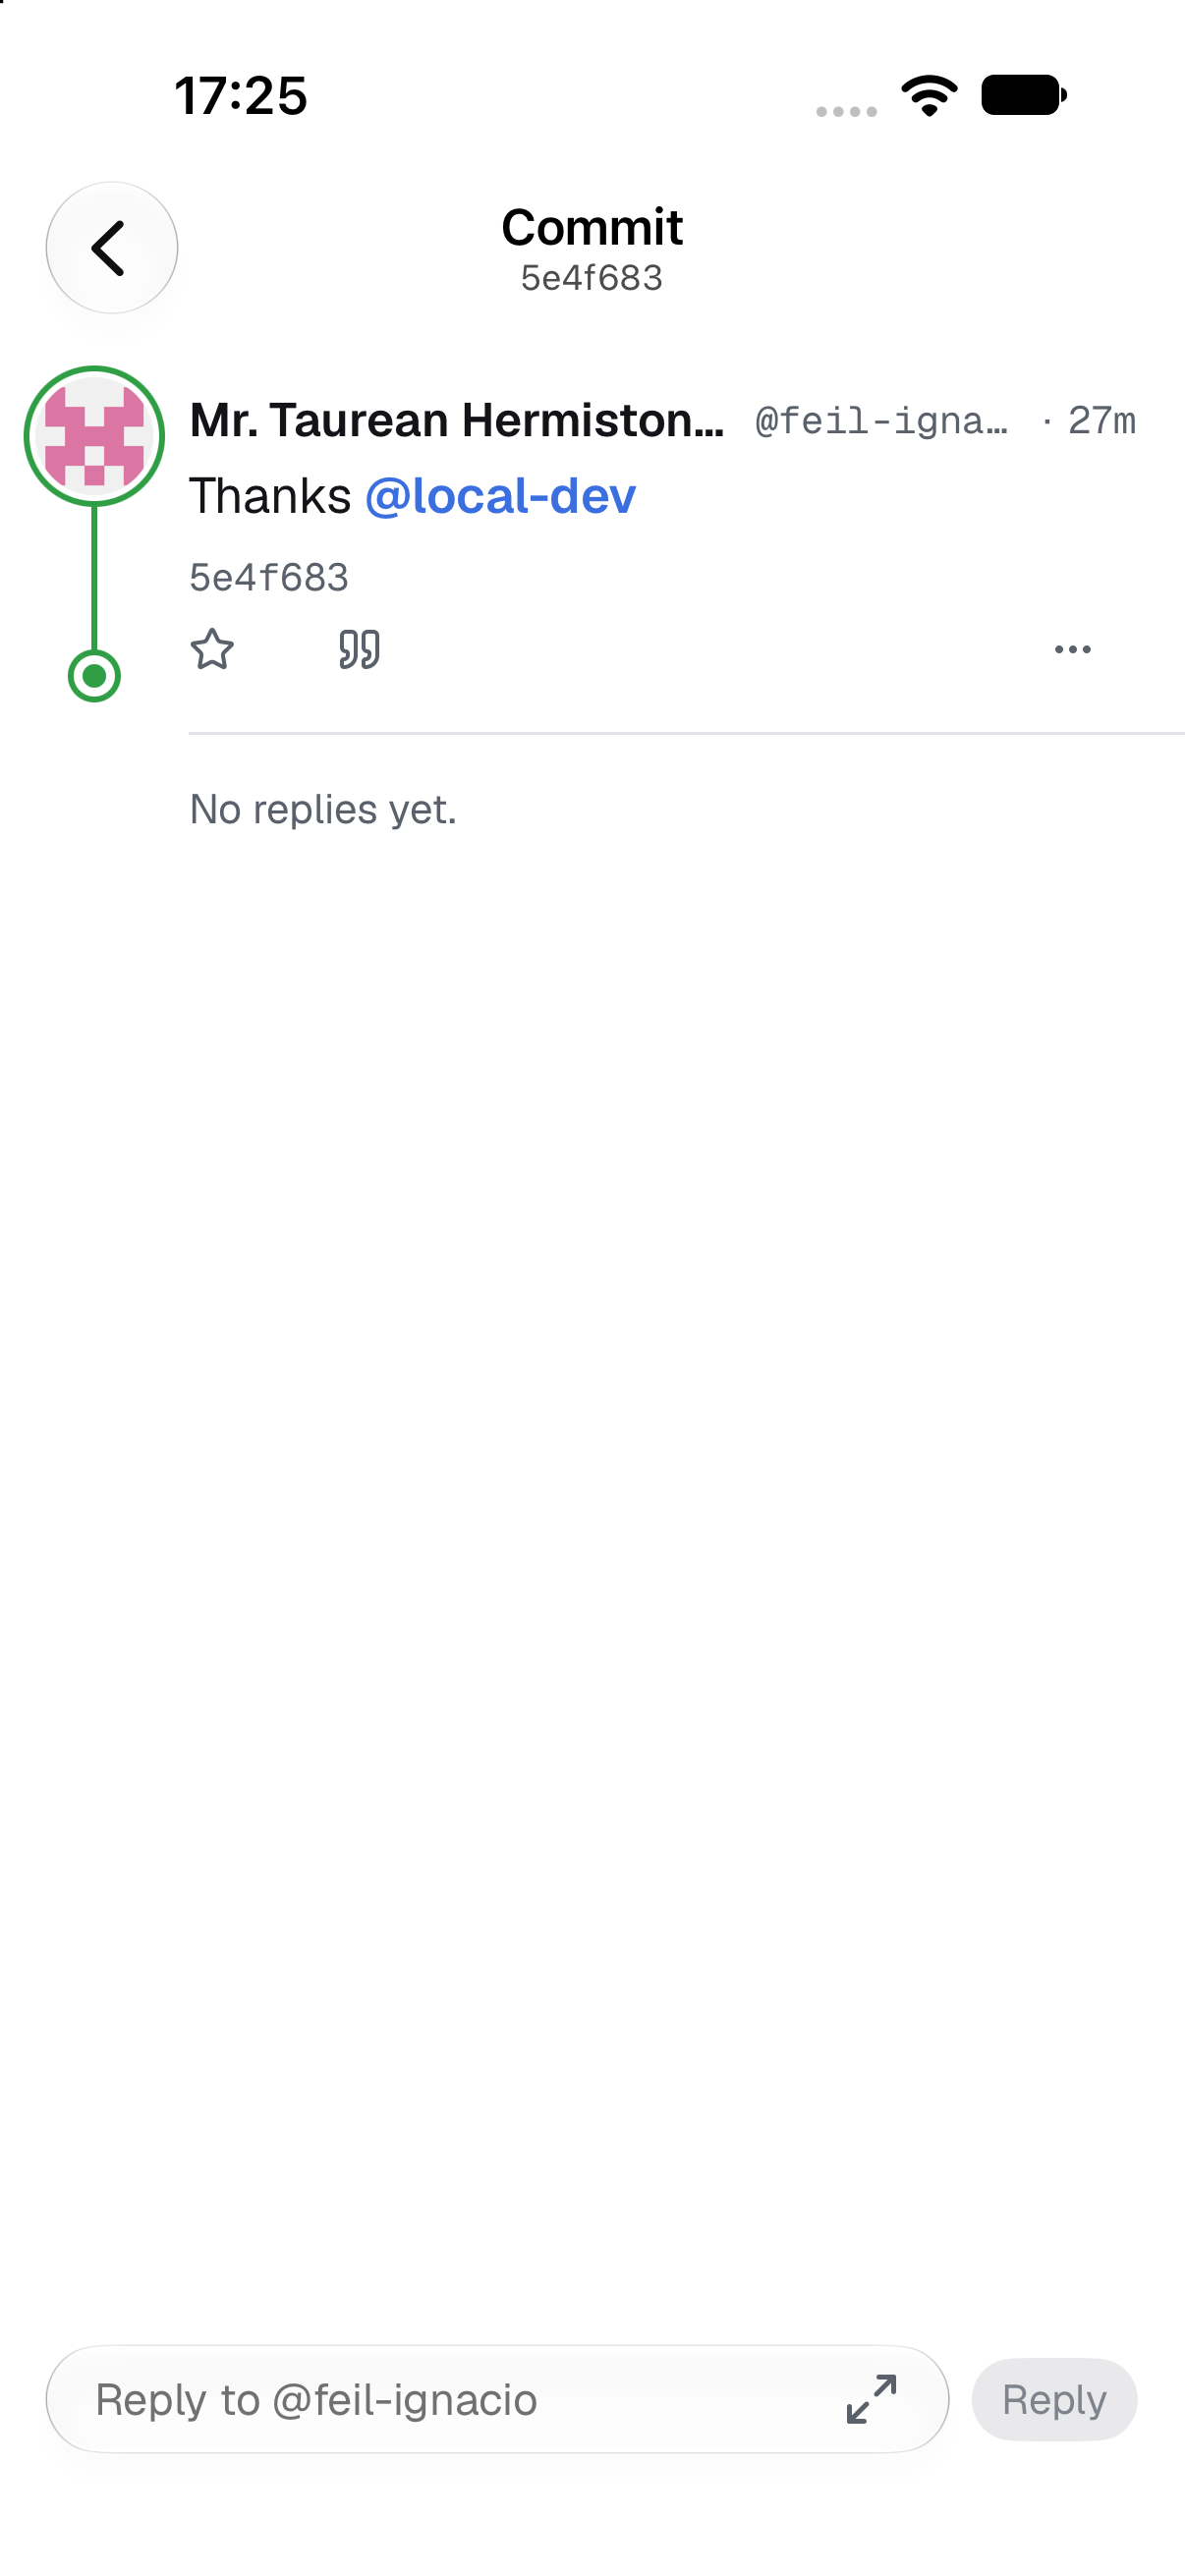 17:25
Commit
5e4f683
Mr. Taurean Hermiston... @feil-igna... · 27m
Thanks @local-dev
5e4f683
No replies yet.
Reply to @feil-ignacio
Reply